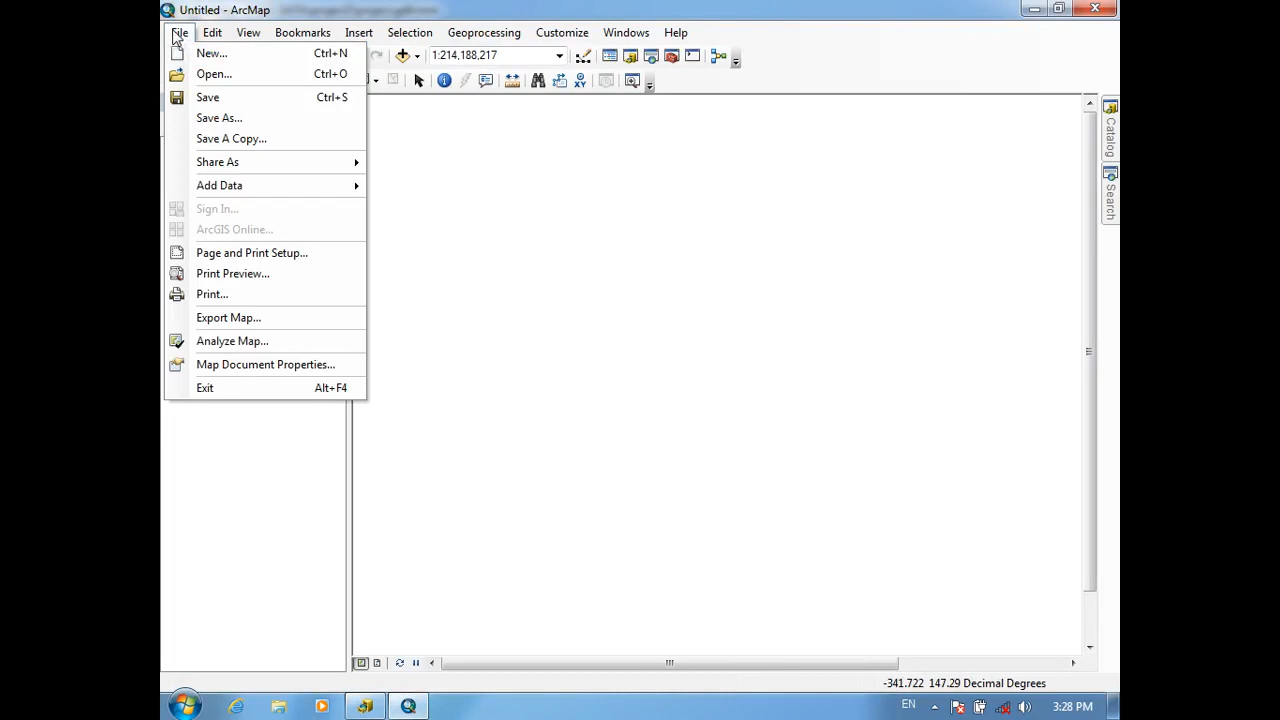 Untitled - ArcMap
File Edit View Bookmarks Insert Selection Geoprocessing Customize Windows Help
New... Ctrl+N
1:214,188,217
Open... Ctrl+O
Save Ctrl+S
Save As...
Save A Copy...
Share As
Add Data
Sign In...
ArcGIS Online...
Page and Print Setup...
Print Preview...
Print...
Export Map...
Analyze Map...
Map Document Properties...
Exit Alt+F4
Catalog
Search
-341.722 147.29 Decimal Degrees
EN
3:28 PM